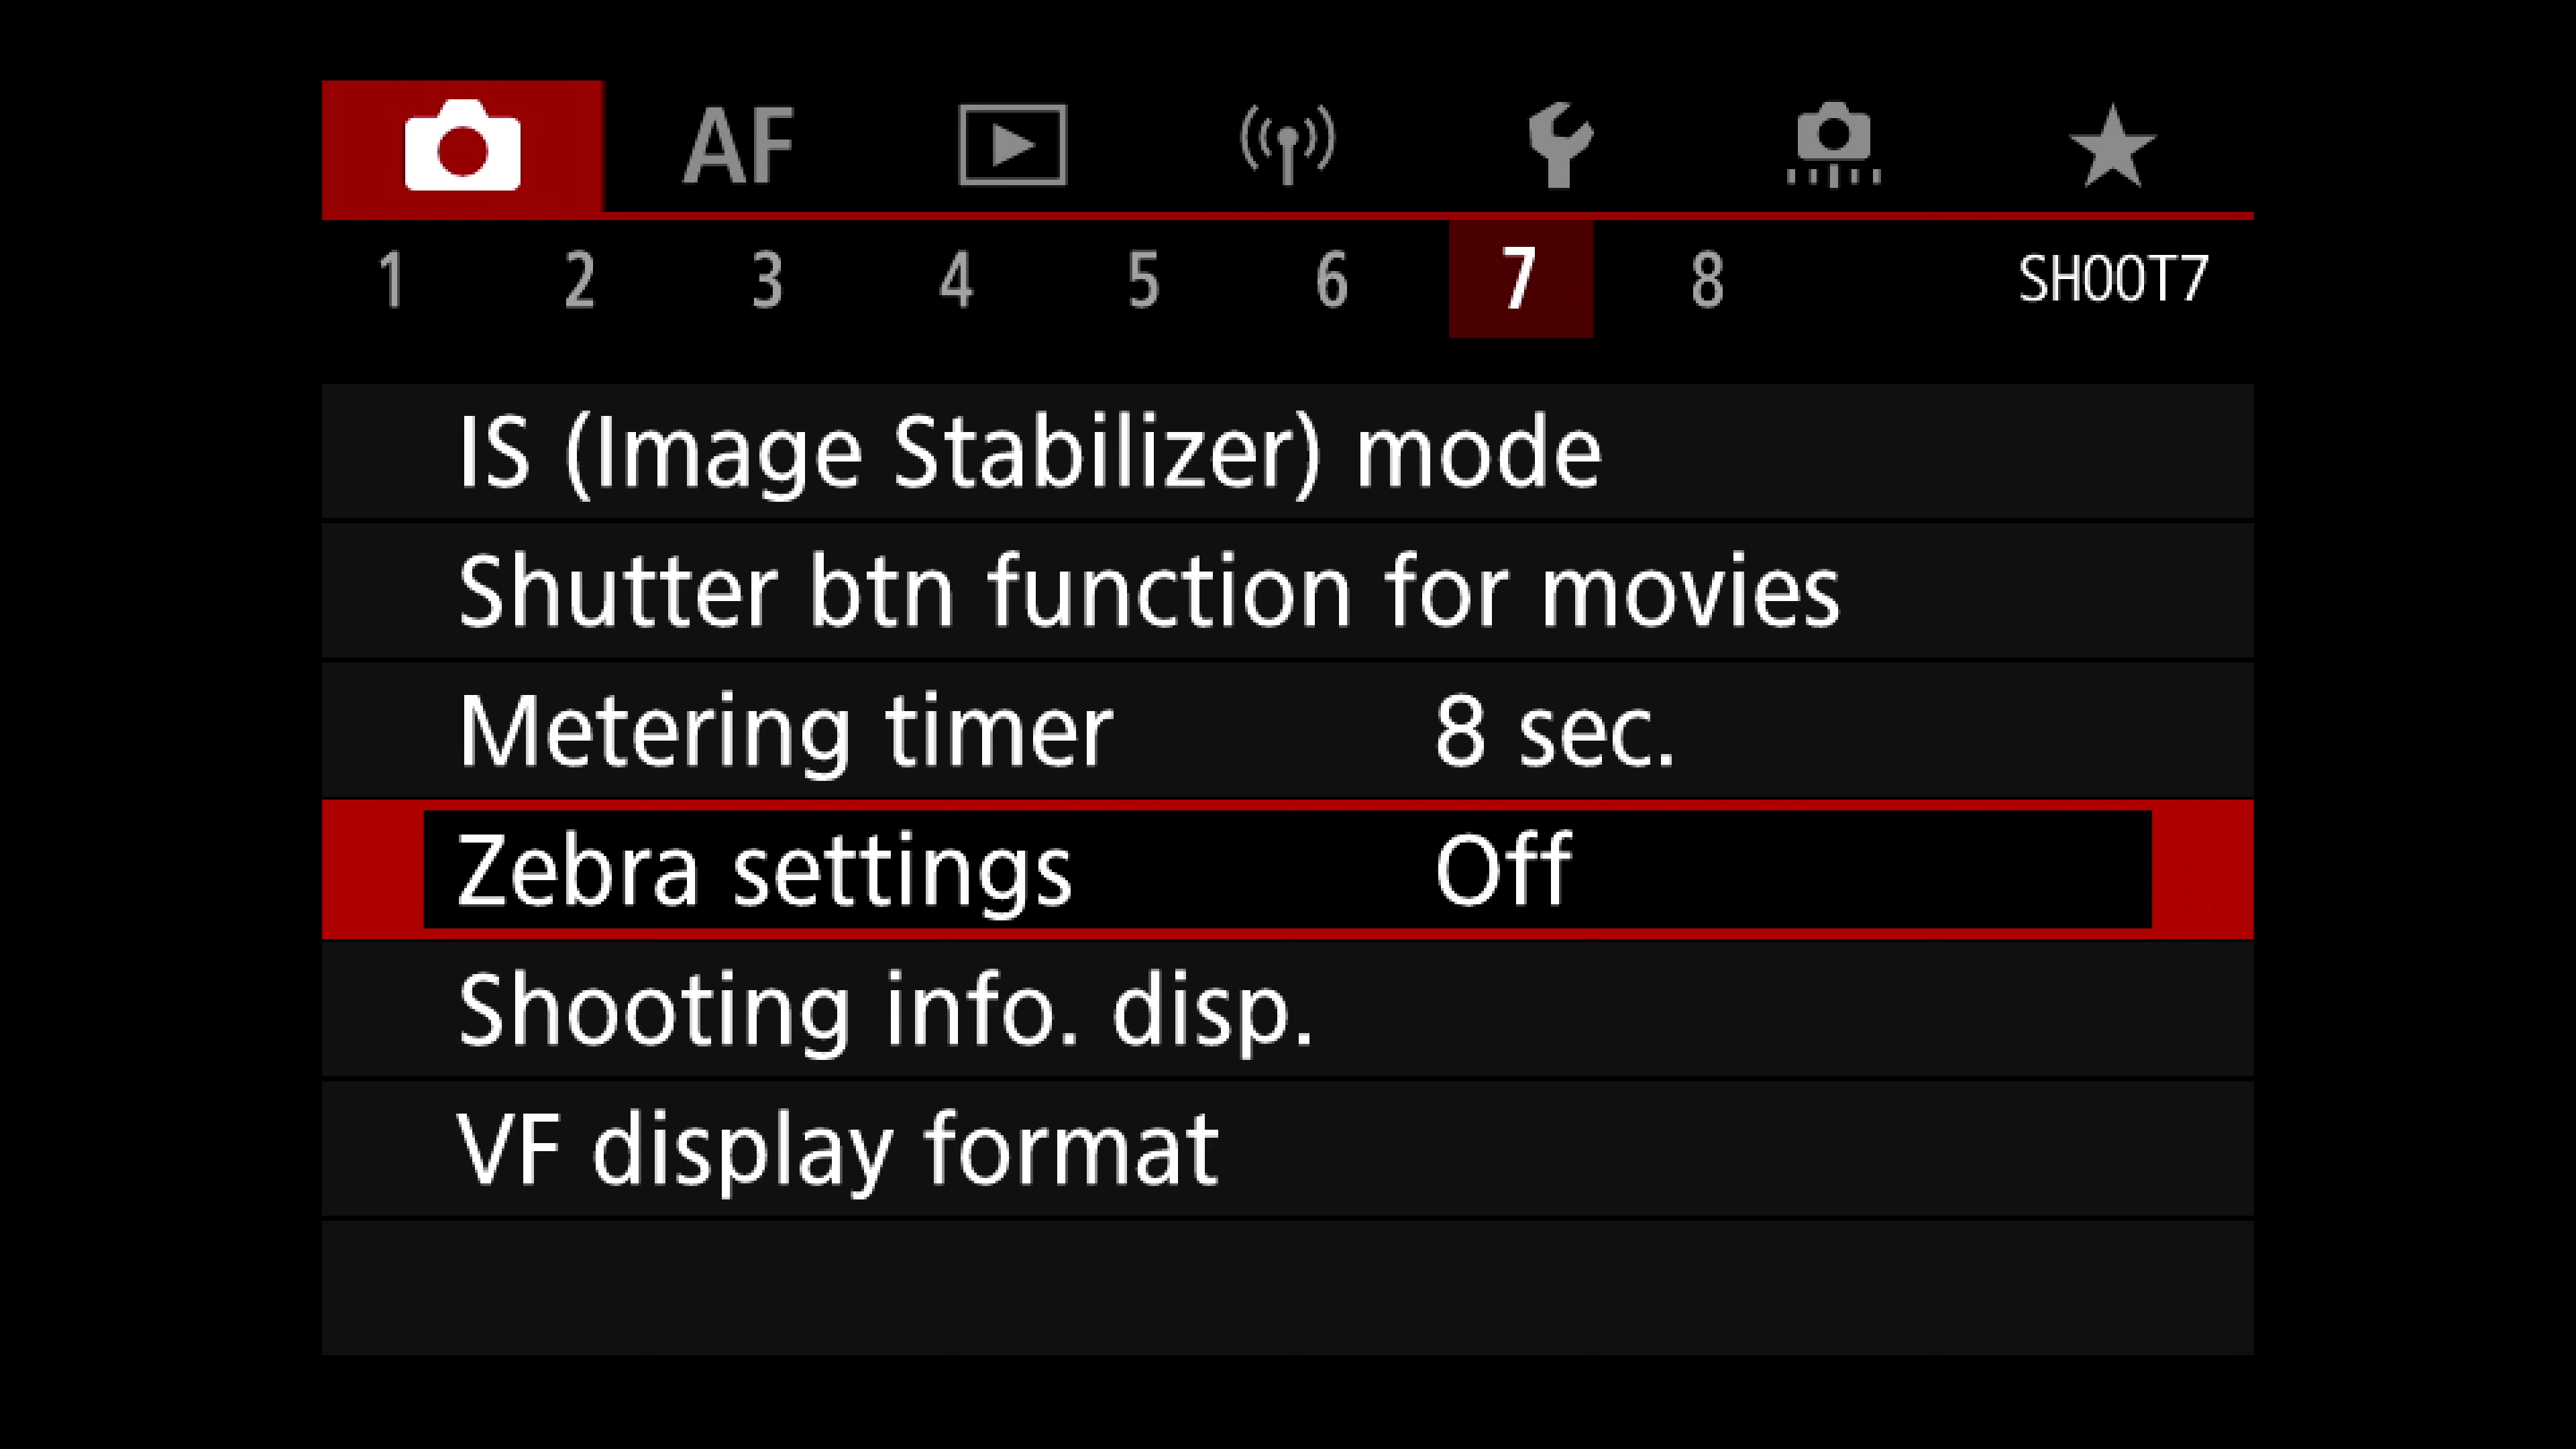 AF
1 2 3 4 5 6 7 8 SHOOT7
IS (Image Stabilizer) mode
Shutter btn function for movies
Metering timer 8 sec.
Zebra settings Off
Shooting info. disp.
VF display format